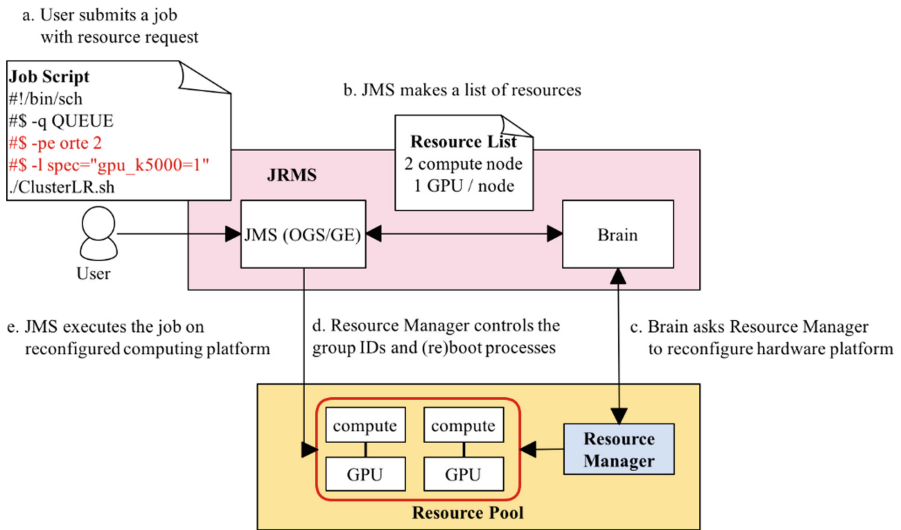 a. User submits a job
with resource request
Job Script
#!/bin/sch
#$ -q QUEUE
#$ -pe orte 2
#$ -l spec="gpu_k5000=1"
./ClusterLR.sh
b. JMS makes a list of resources
Resource List
2 compute node
1 GPU / node
JRMS
JMS (OGS/GE)
Brain
User
e. JMS executes the job on
reconfigured computing platform
d. Resource Manager controls the
group IDs and (re)boot processes
c. Brain asks Resource Manager
to reconfigure hardware platform
compute
compute
GPU
GPU
Resource
Manager
Resource Pool